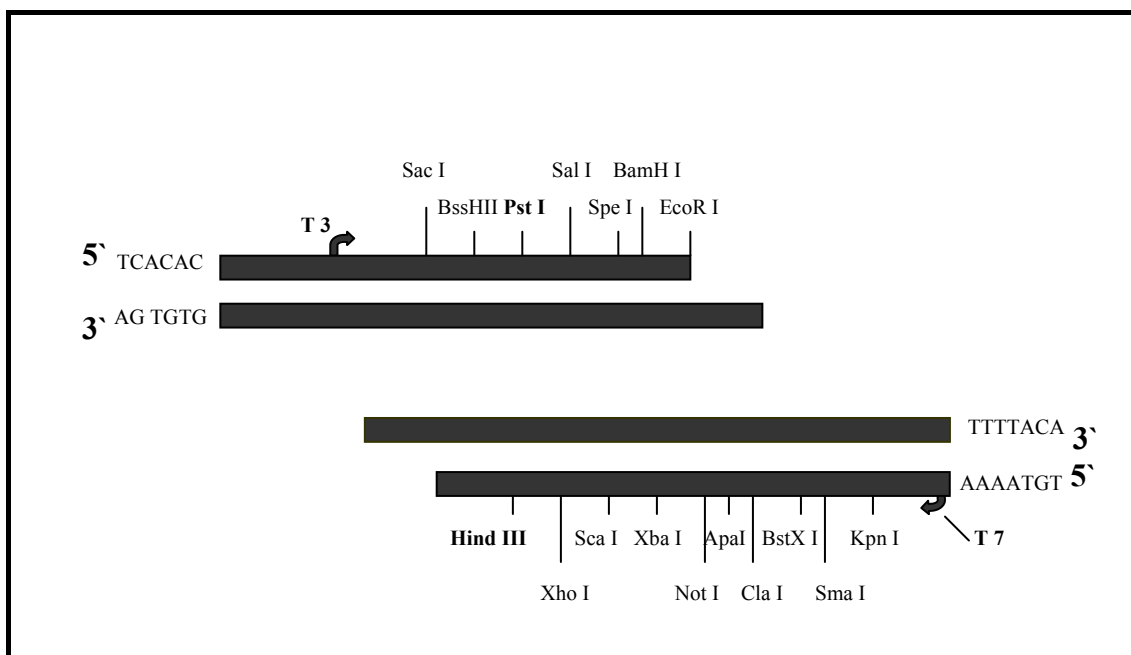 Sac I Sal I BamH I
BssHII Pst I Spe I EcoR I
T 3
5` TCACAC
3` AG TGTG
TTTTACA 3`
AAAATGT 5`
Hind III Sca I Xba I ApaI BstX I Kpn I T 7
Xho I Not I Cla I Sma I